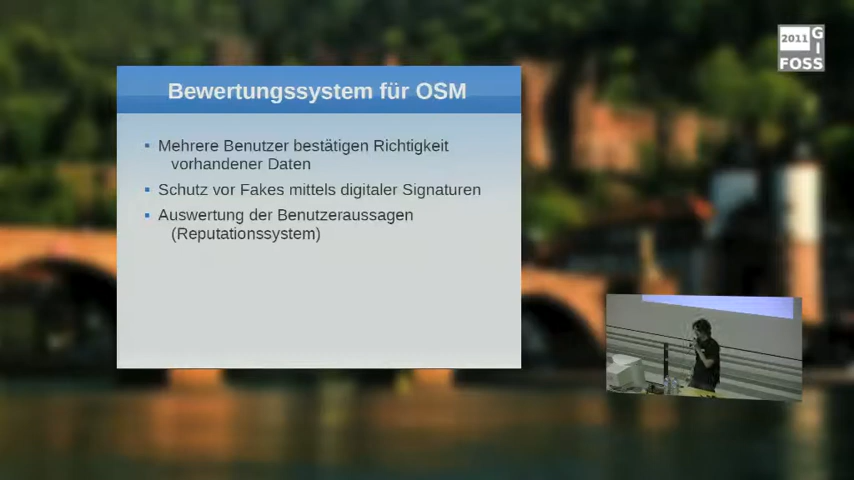 2011
GI
FOSS
Bewertungssystem für OSM
Mehrere Benutzer bestätigen Richtigkeit
vorhandener Daten
Schutz vor Fakes mittels digitaler Signaturen
Auswertung der Benutzeraussagen
(Reputationssystem)